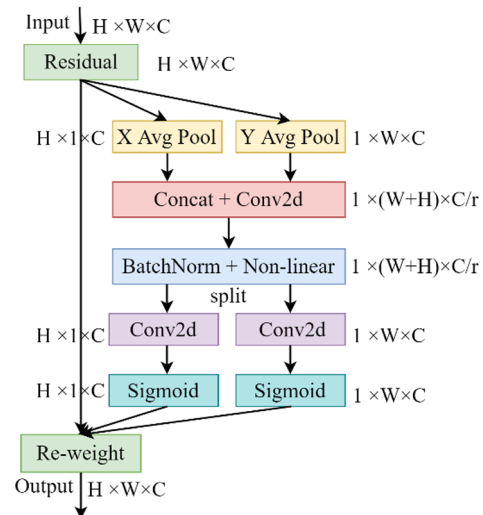 Input
H ×W×C
Residual
H ×W×C
H ×1×C
X Avg Pool
Y Avg Pool
1 ×W×C
Concat + Conv2d
1 ×(W+H)×C/r
BatchNorm + Non-linear
1 ×(W+H)×C/r
split
H ×1×C
Conv2d
Conv2d
1 ×W×C
H ×1×C
Sigmoid
Sigmoid
1 ×W×C
Re-weight
Output
H ×W×C